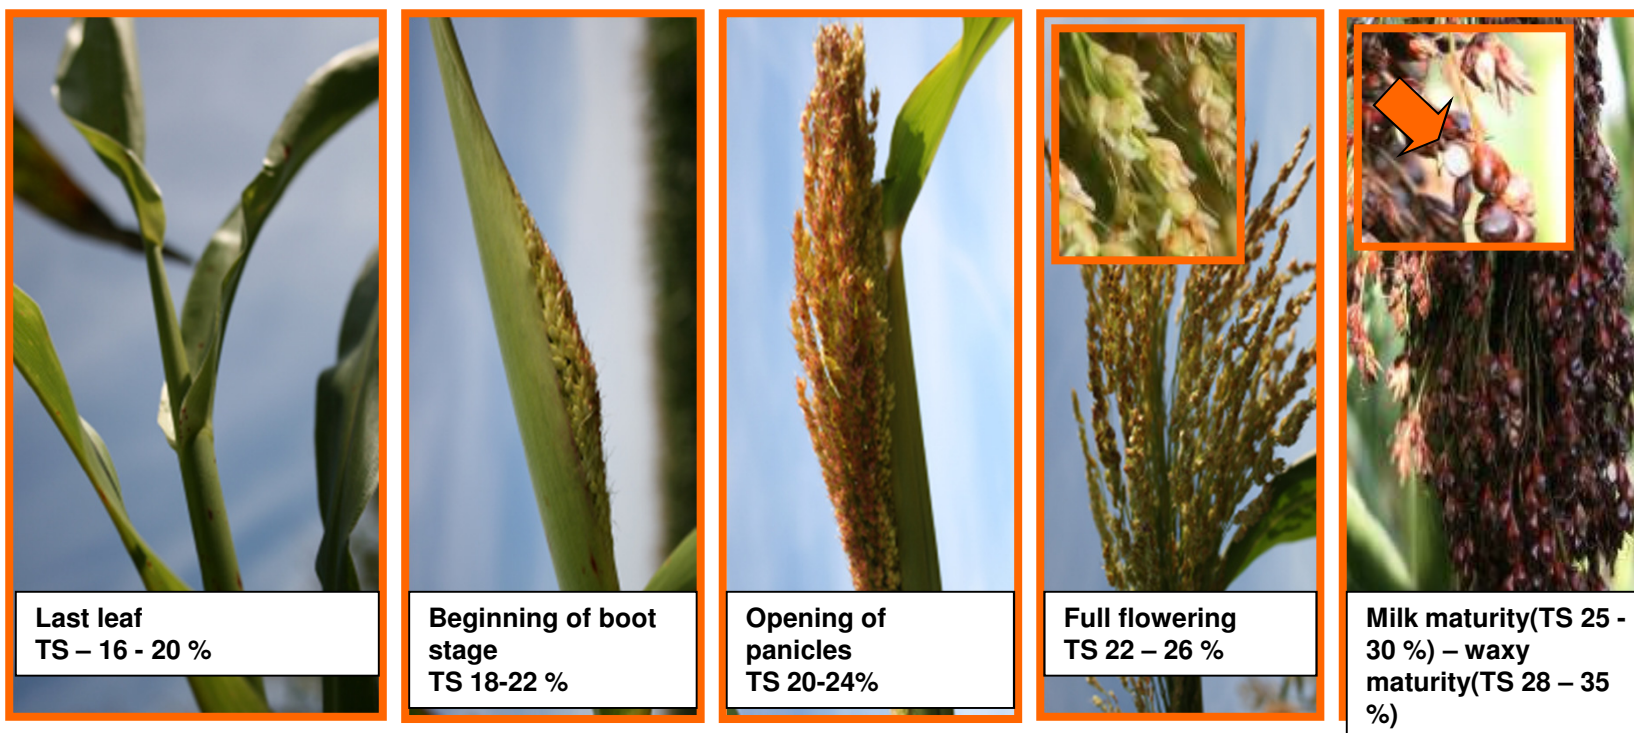 Last leaf
TS – 16 - 20 %
Beginning of boot
stage
TS 18-22 %
Opening of
panicles
TS 20-24%
Full flowering
TS 22 – 26 %
Milk maturity(TS 25 -
30 %) – waxy
maturity(TS 28 – 35
%)